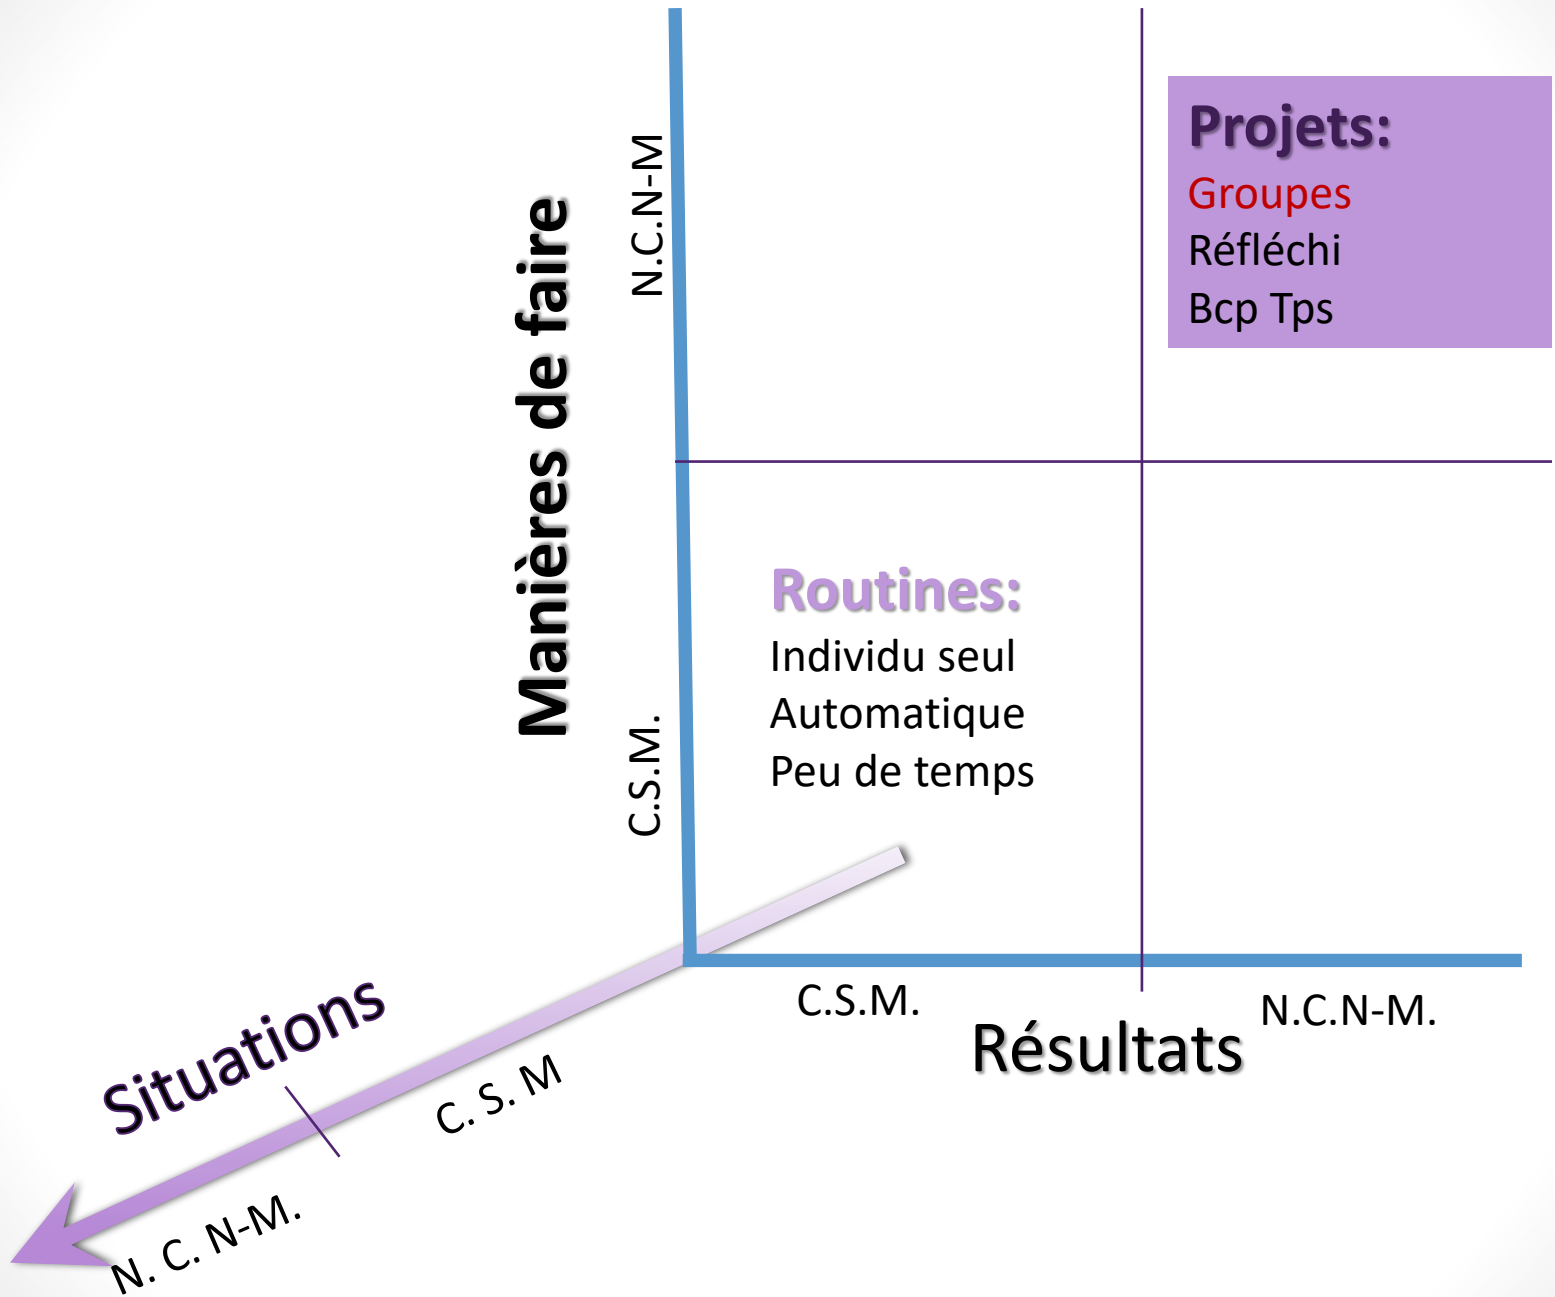 Manières de faire
N.C.N-M
C.S.M.
Projets:
Groupes
Réfléchi
Bcp Tps
Routines:
Individu seul
Automatique
Peu de temps
C.S.M.
N.C.N-M.
Résultats
Situations
C. S. M
N. C. N-M.